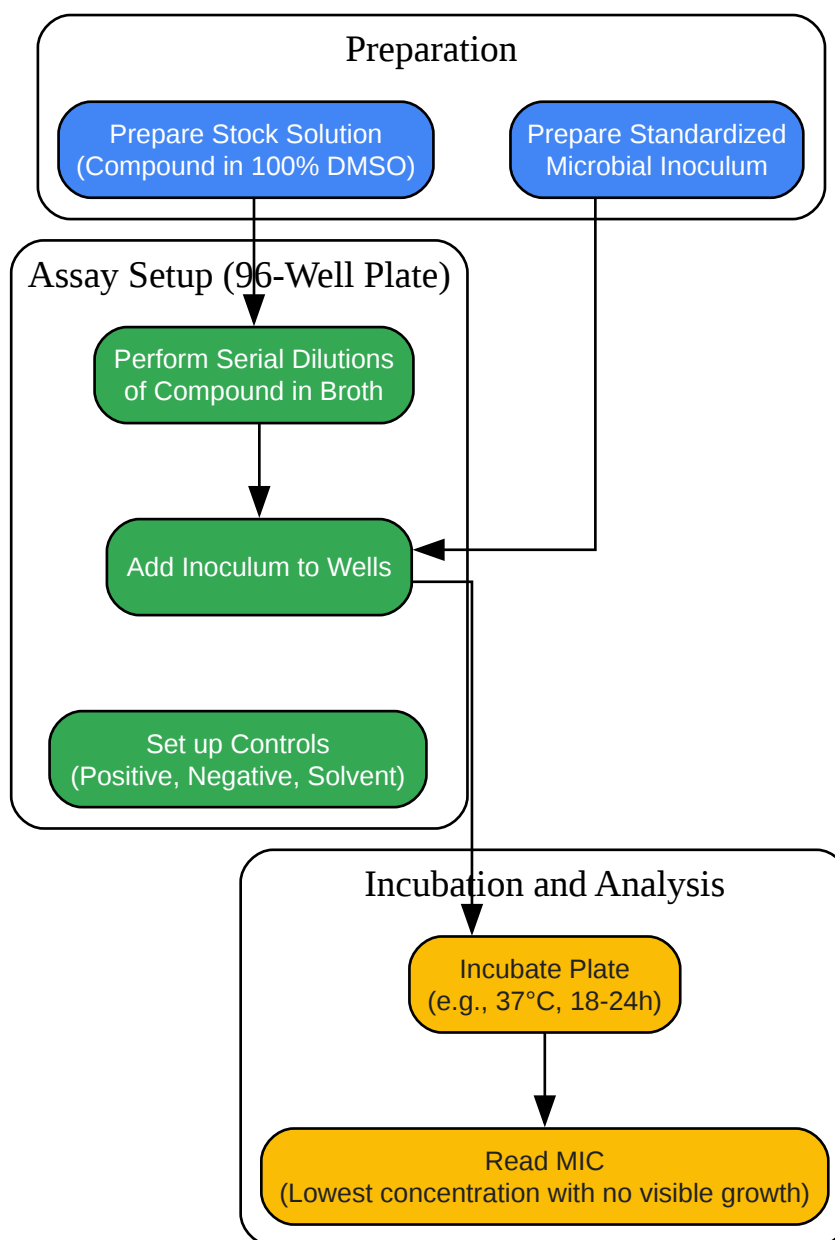 Preparation
Prepare Stock Solution
(Compound in 100% DMSO)
Prepare Standardized
Microbial Inoculum
Assay Setup (96-Well Plate)
Perform Serial Dilutions
of Compound in Broth
Add Inoculum to Wells
Set up Controls
(Positive, Negative, Solvent)
Incubation and Analysis
Incubate Plate
(e.g., 37°C, 18-24h)
Read MIC
(Lowest concentration with no visible growth)